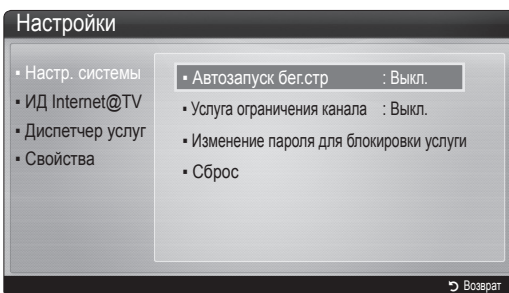 Настройки
▪ Настр. системы
▪ ИД Internet@TV
▪ Диспетчер услуг
▪ Свойства
▪ Автозапуск бег.стр : Выкл.
▪ Услуга ограничения канала : Выкл.
▪ Изменение пароля для блокировки услуги
▪ Сброс
Возврат